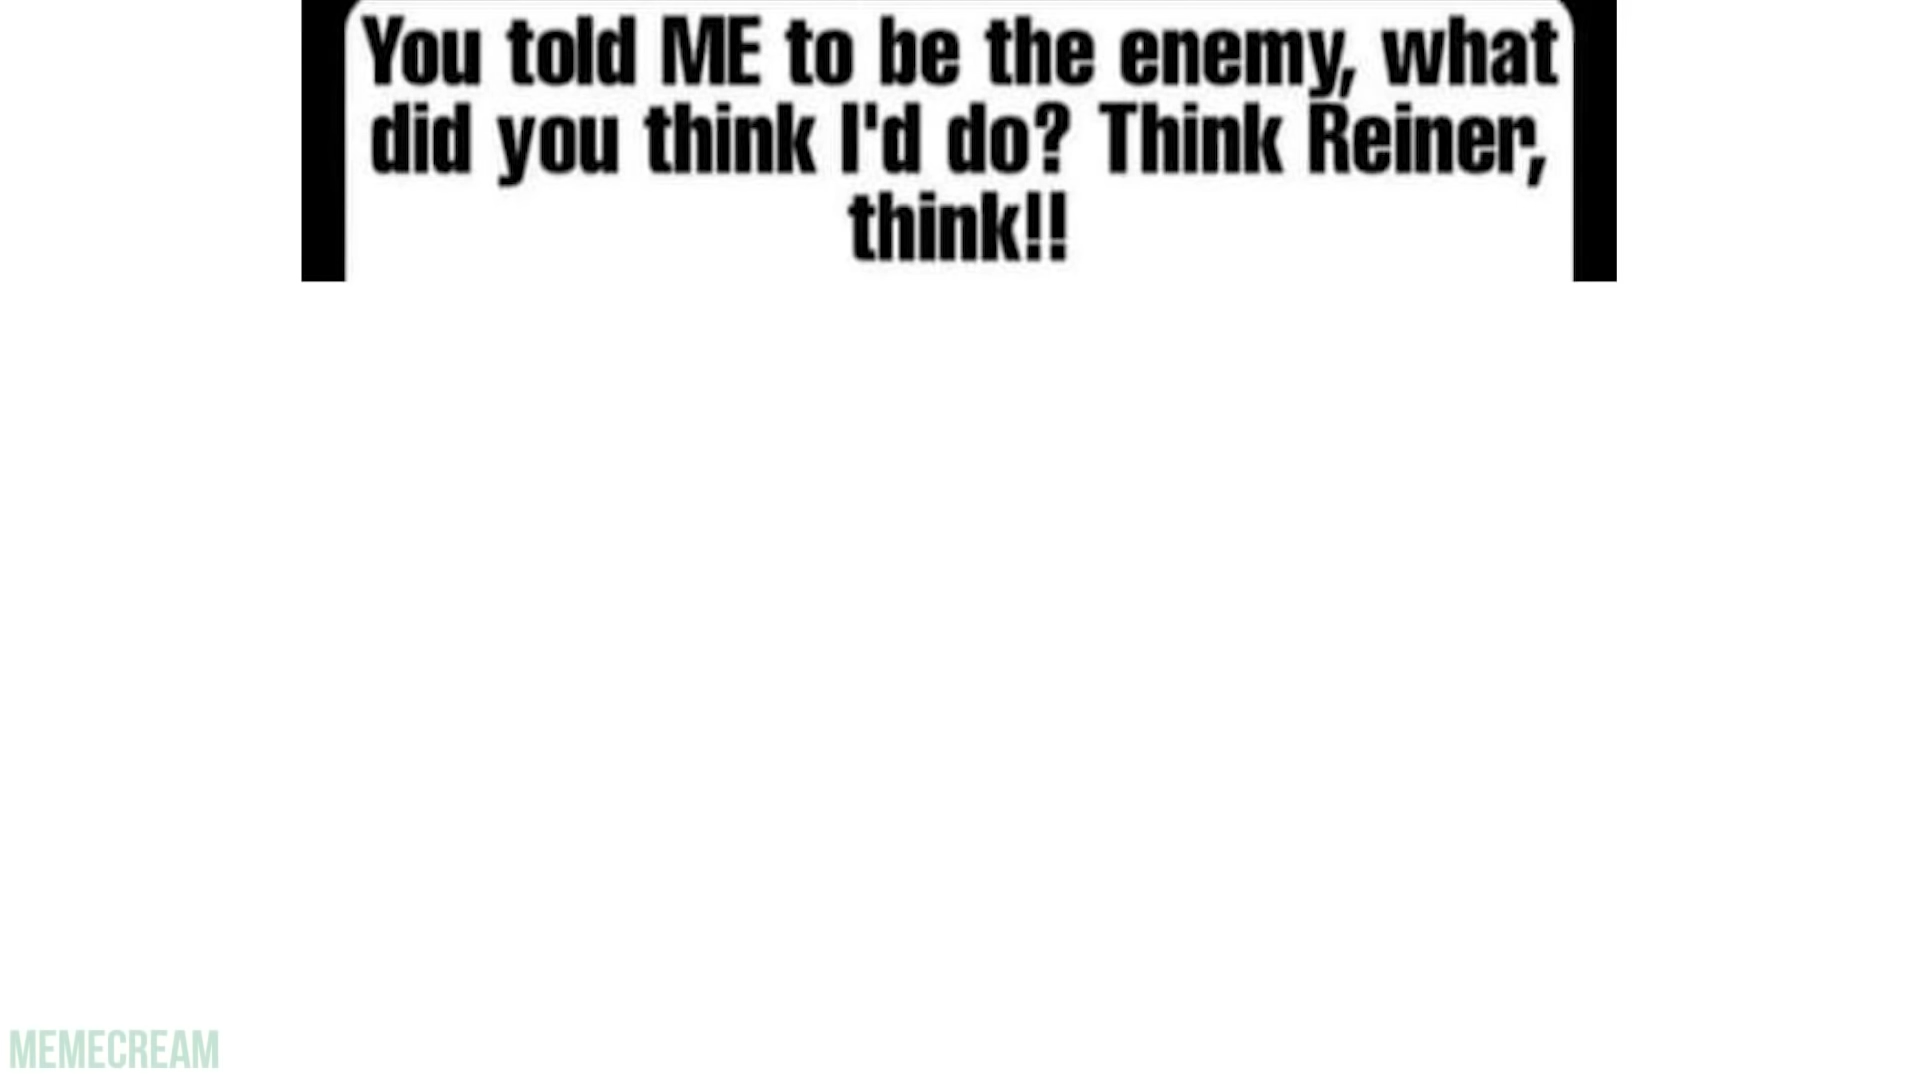 You told ME to be the enemy, what
did you think I'd do? Think Reiner,
think!!
MEMECREAM